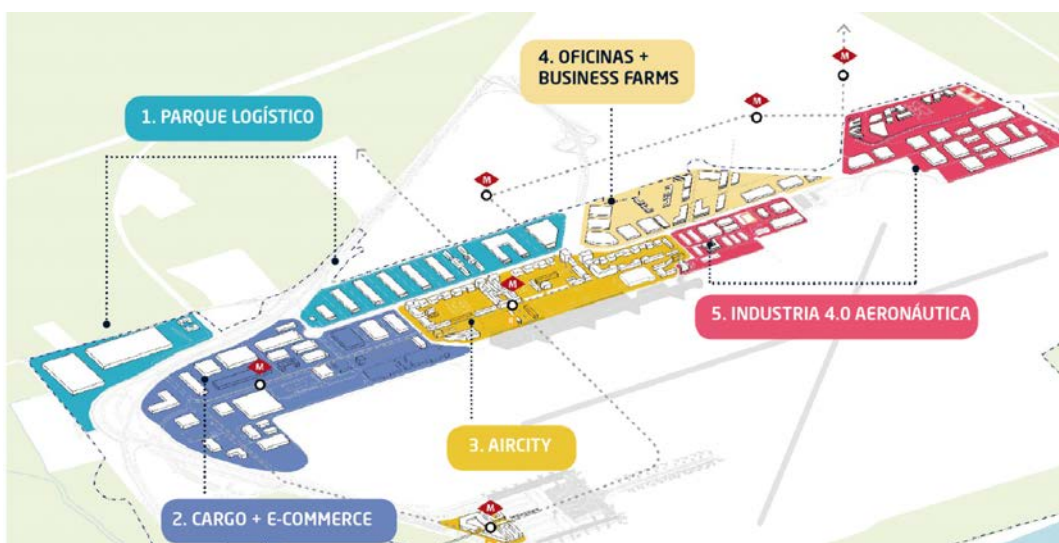 4. OFICINAS +
BUSINESS FARMS
M
M
1. PARQUE LOGÍSTICO
M
M
5. INDUSTRIA 4.0 AERONÁUTICA
M
3. AIRCITY
2. CARGO + E-COMMERCE
M